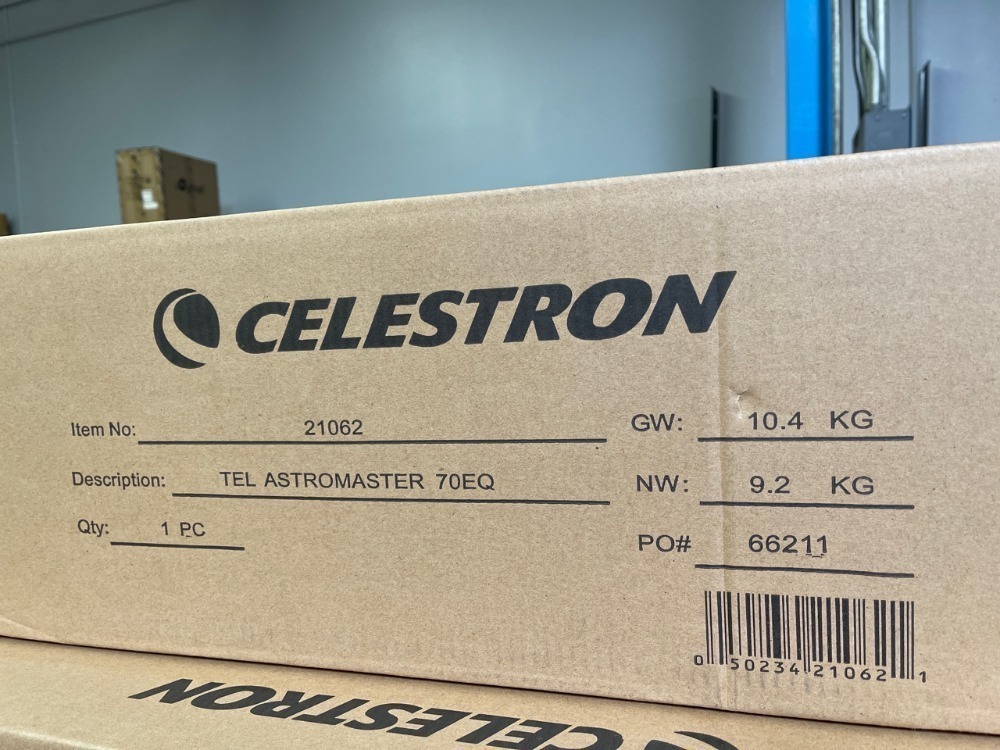 CELESTRON
Item No: 21062
GW: 10.4 KG
Description: TEL ASTROMASTER 70EQ
NW: 9.2 KG
Qty: 1 PC
PO# 66211
0 50234 21062 1
CELESTRON